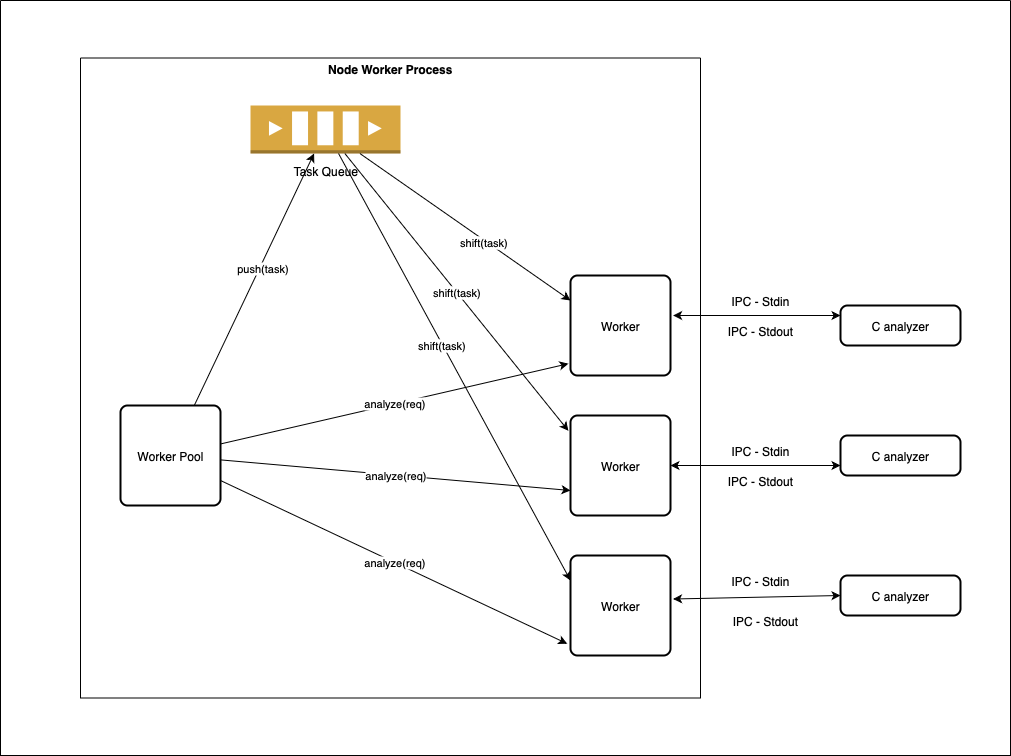 Node Worker Process
Task Queue
shift(task)
push(task)
shift(task)
IPC - Stdin
Worker
C analyzer
IPC - Stdout
shift(task)
analyze(req)
IPC - Stdin
Worker Pool
Worker
C analyzer
analyze(req)
IPC - Stdout
analyze(req)
IPC - Stdin
Worker
C analyzer
IPC - Stdout